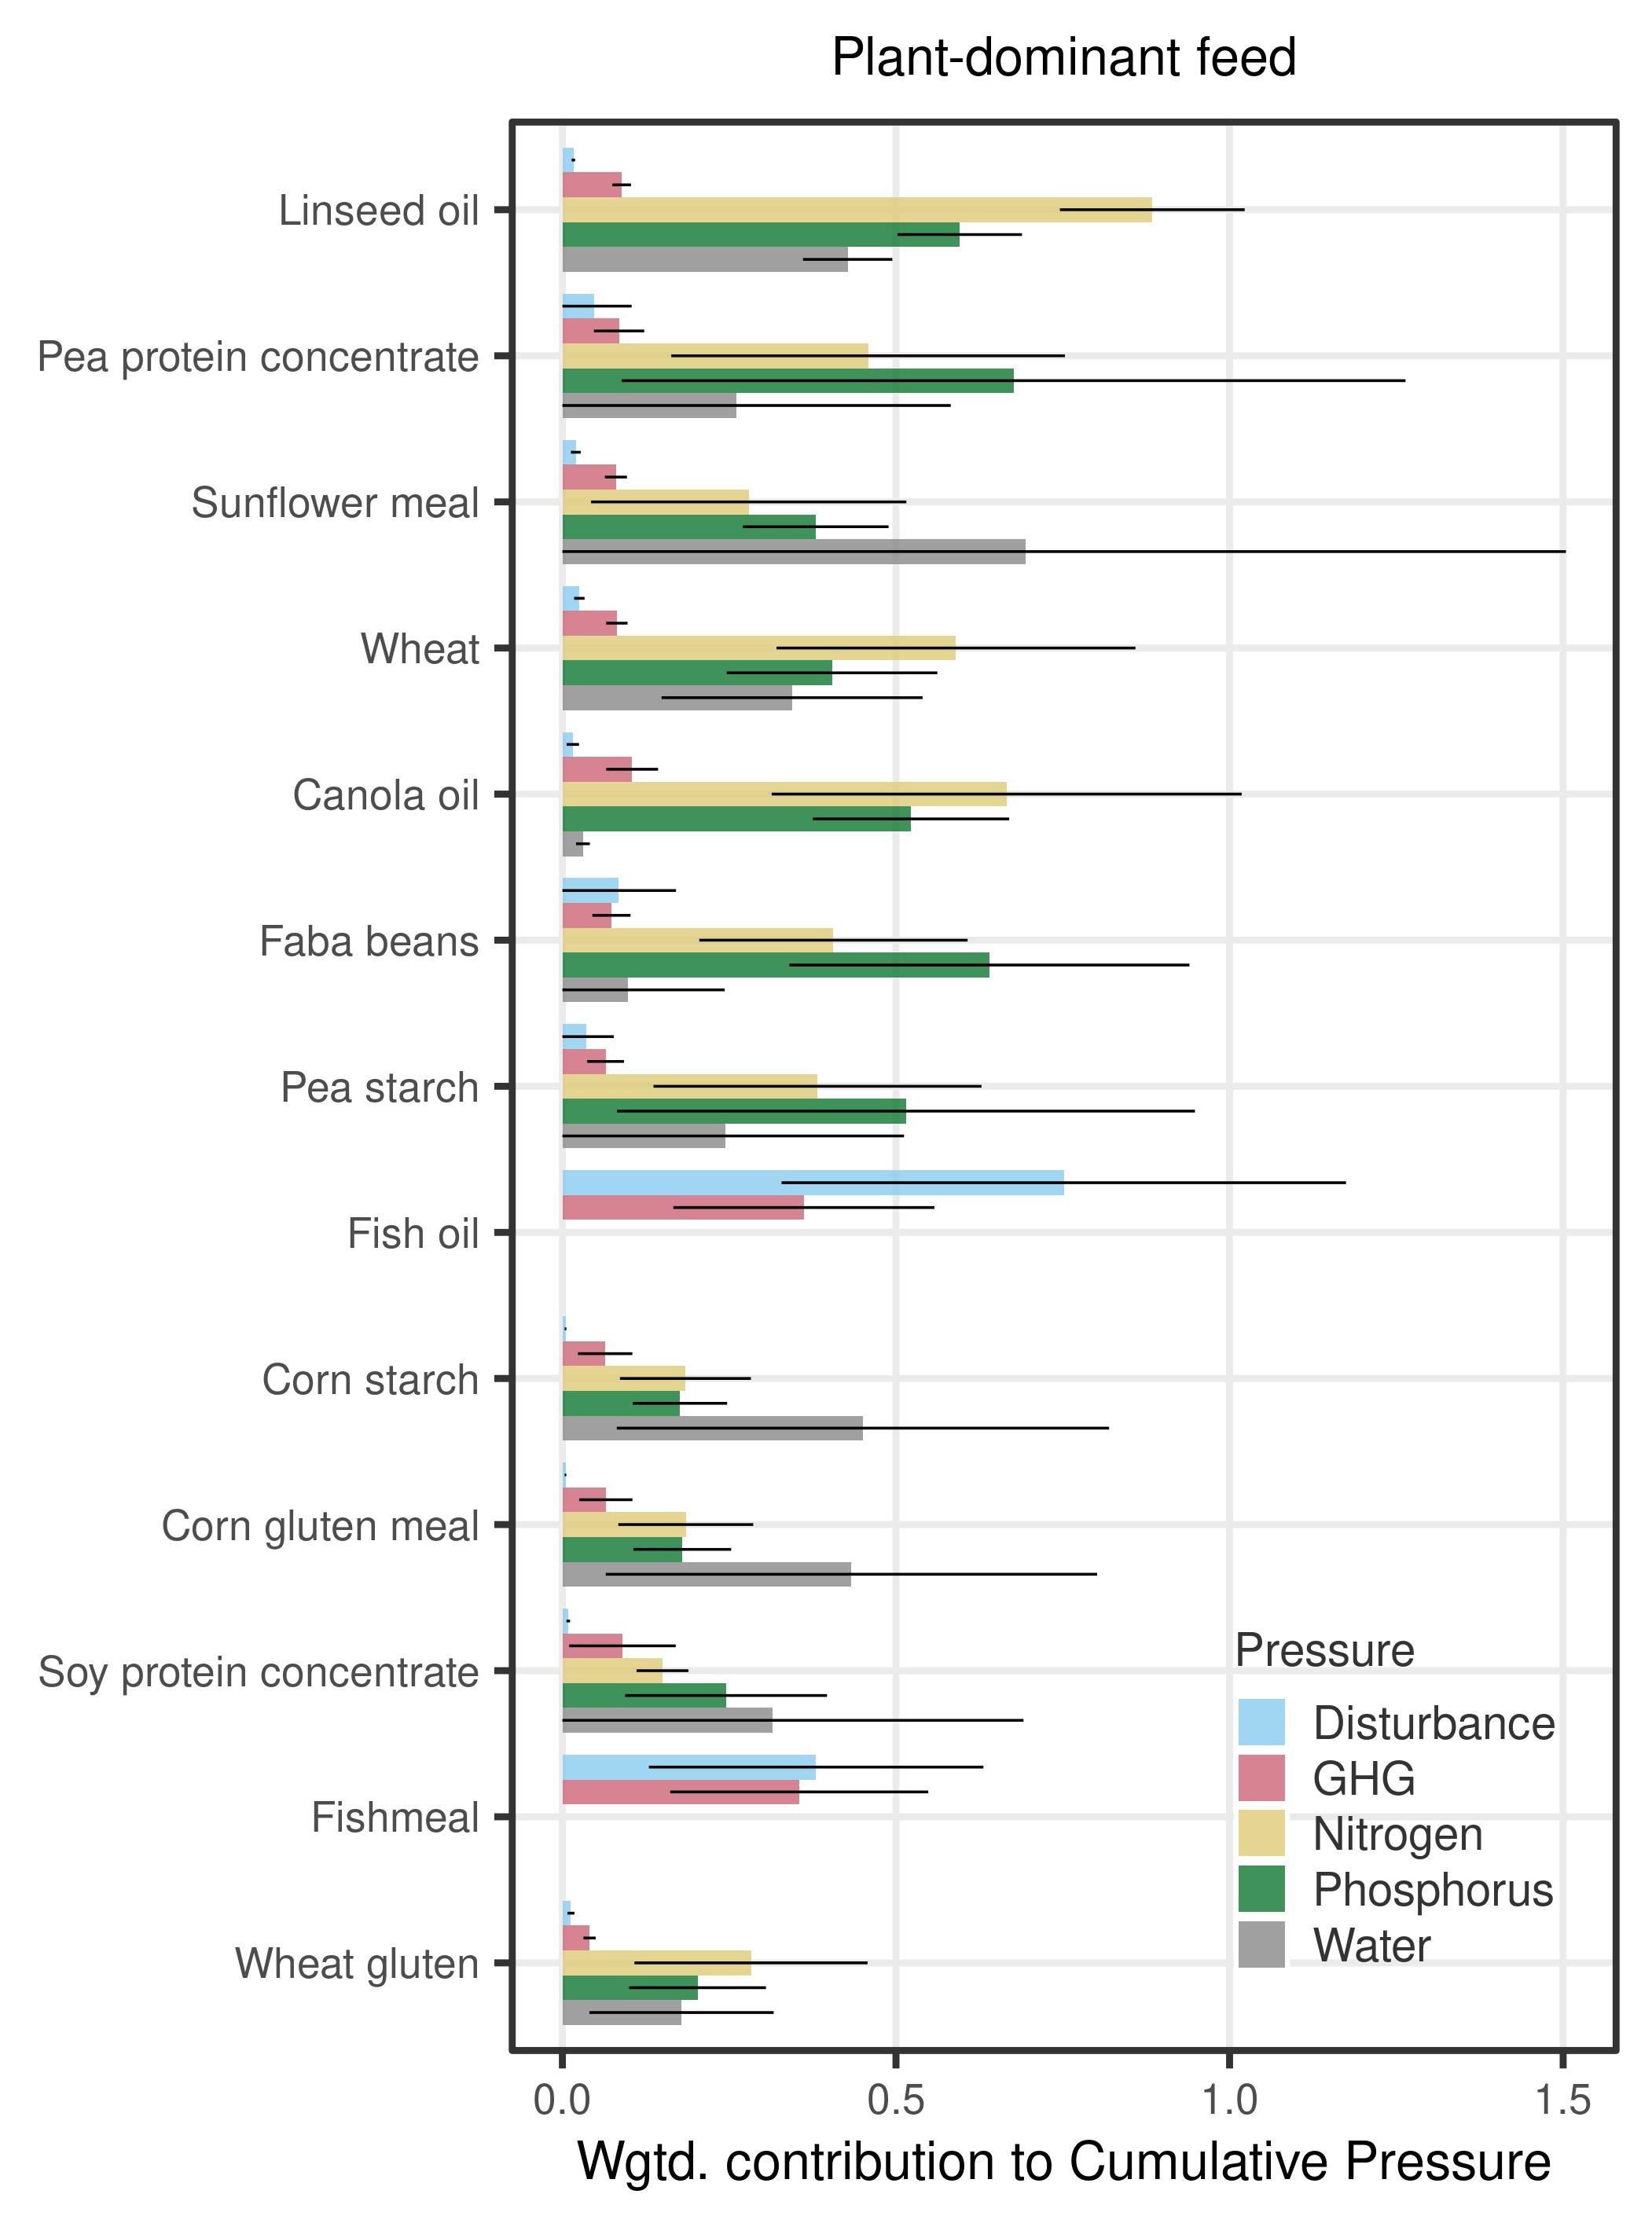 Plant-dominant feed
Linseed oil
Pea protein concentrate
Sunflower meal
Wheat
Canola oil
Faba beans
Pea starch
Fish oil
Corn starch
Corn gluten meal
Soy protein concentrate
Fishmeal
Wheat gluten
Pressure
Disturbance
GHG
Nitrogen
Phosphorus
Water
0.0 0.5 1.0 1.5
Wgtd. contribution to Cumulative Pressure